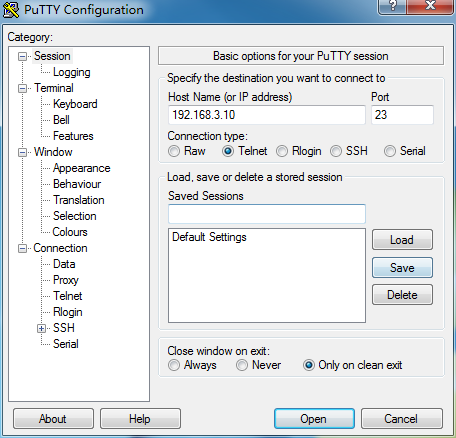 PuTTY Configuration
?
X
Category:
Session
Logging
Terminal
Keyboard
Bell
Features
Window
Appearance
Behaviour
Translation
Selection
Colours
Connection
Data
Proxy
Telnet
Rlogin
SSH
Serial
Basic options for your PuTTY session
Specify the destination you want to connect to
Host Name (or IP address) Port
192.168.3.10 23
Connection type:
Raw Telnet Rlogin SSH Serial
Load, save or delete a stored session
Saved Sessions
Default Settings
Load
Save
Delete
Close window on exit:
Always Never Only on clean exit
About Help Open Cancel